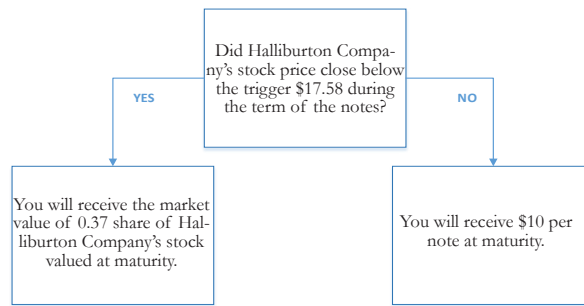 Did Halliburton Compa-
ny’s stock price close below
the trigger $17.58 during
the term of the notes?
YES
NO
You will receive the market
value of 0.37 share of Hal-
liburton Company’s stock
valued at maturity.
You will receive $10 per
note at maturity.